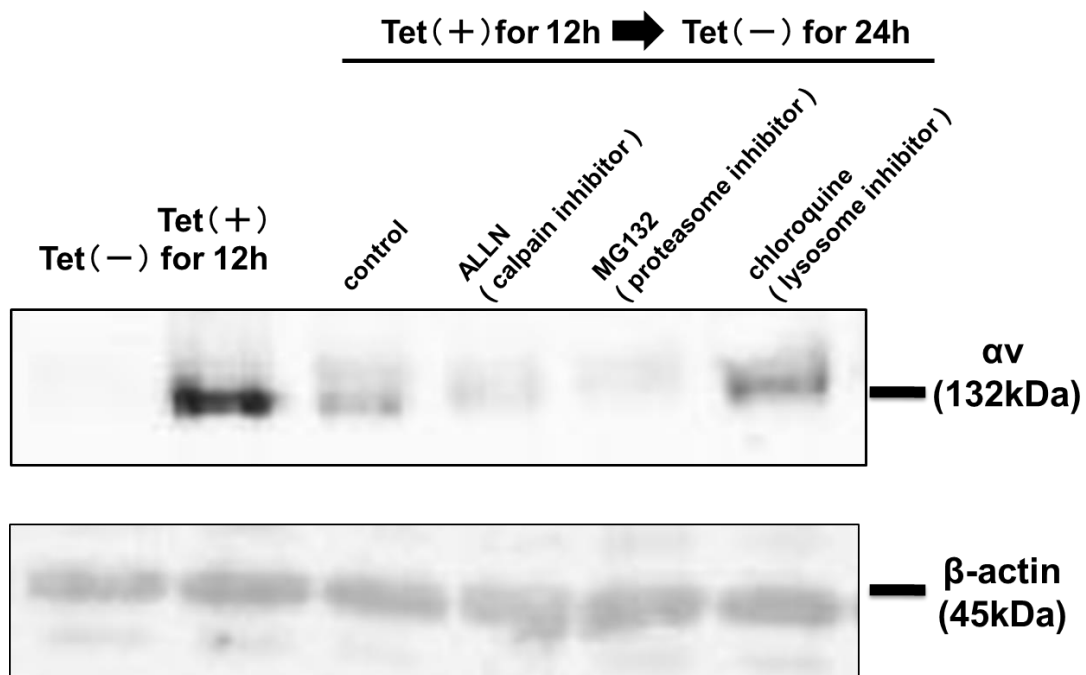 Tet(+)for 12h ➡ Tet(−) for 24h
Tet(−)
Tet(+)
for 12h
control
ALLN
(calpain inhibitor)
MG132
(proteasome inhibitor)
chloroquine
(lysosome inhibitor)
αv
(132kDa)
β-actin
(45kDa)